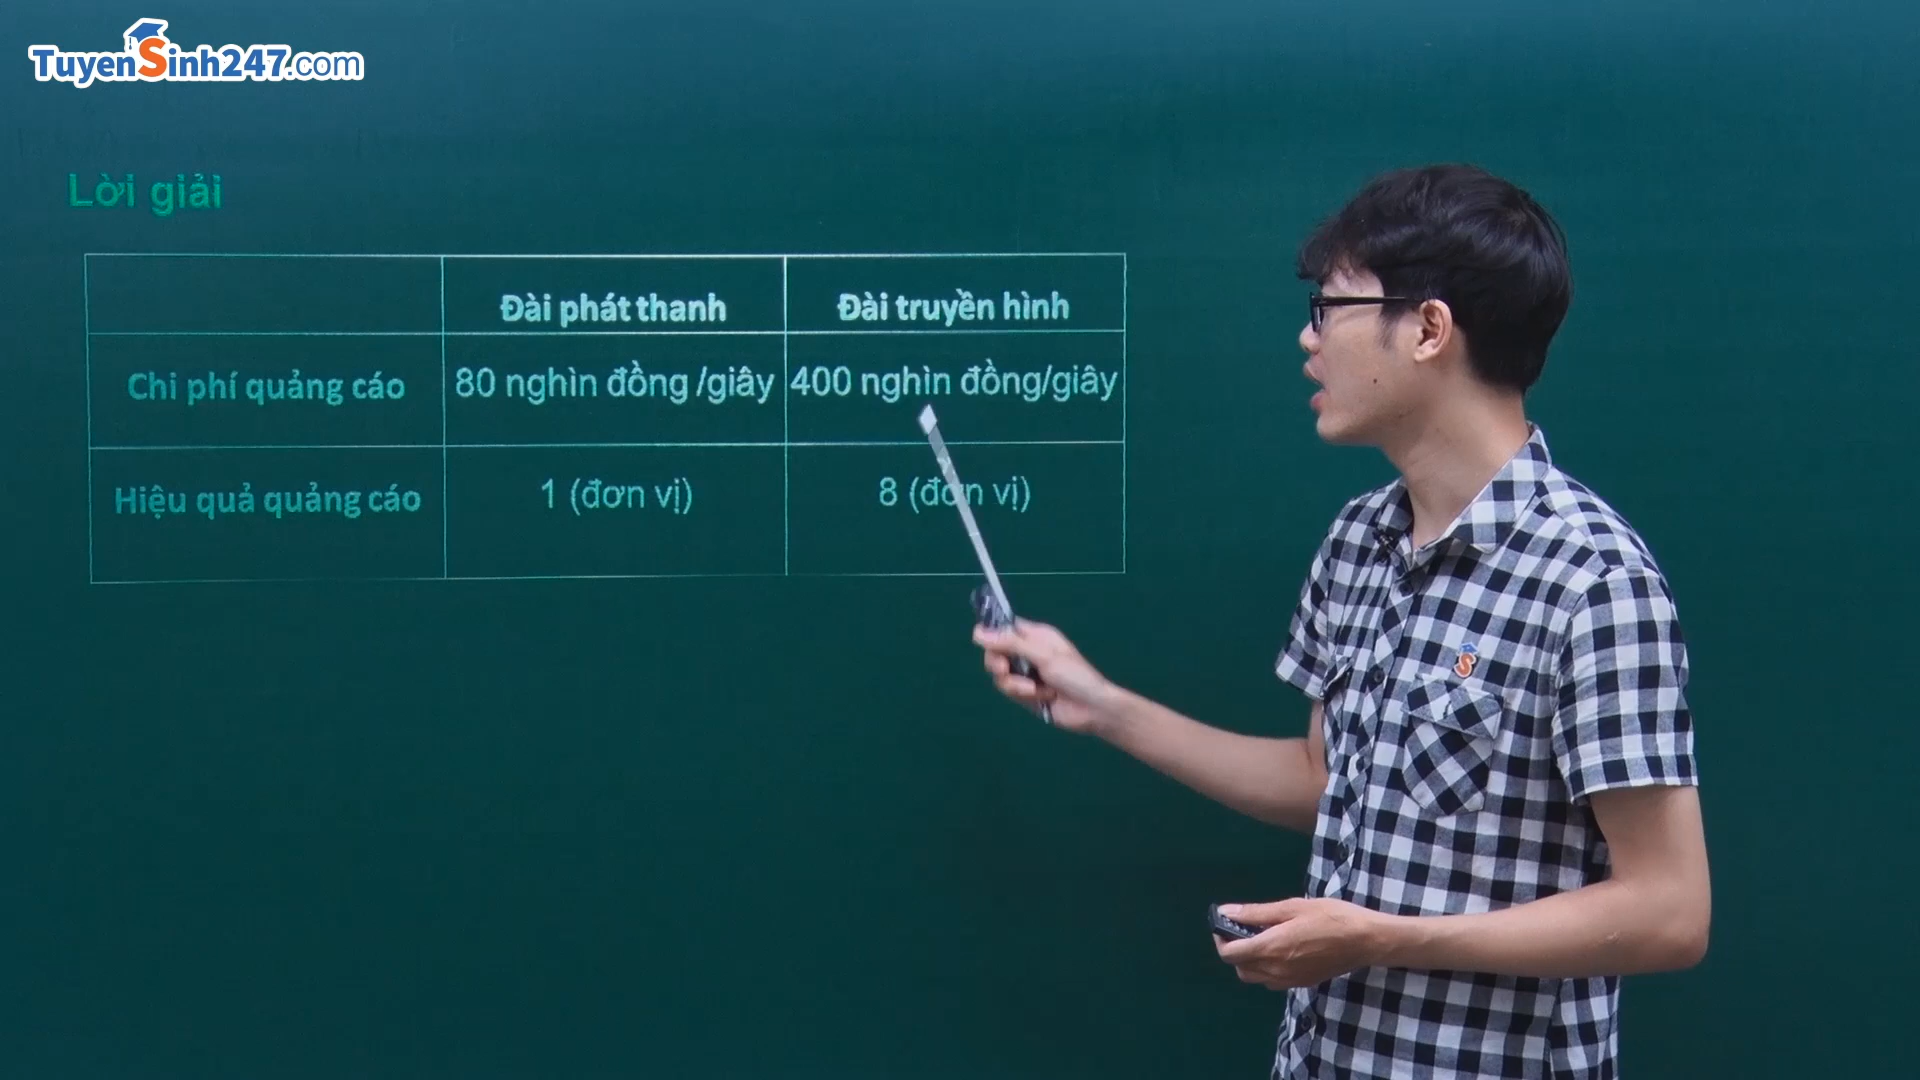 TuyenSinh247.com
Lời giải
Đài phát thanh
Đài truyền hình
Chi phí quảng cáo
80 nghìn đồng /giây
400 nghìn đồng/giây
Hiệu quả quảng cáo
1 (đơn vị)
8 (đơn vị)
S